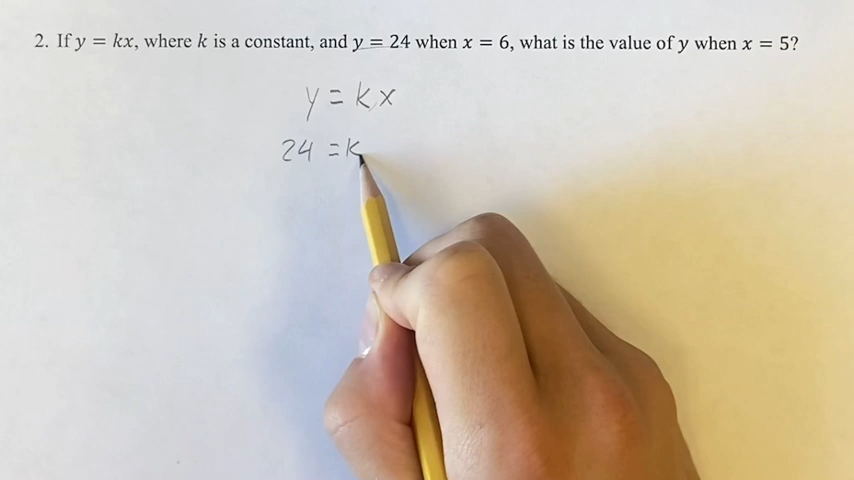 2. If y = kx, where k is a constant, and y = 24 when x = 6, what is the value of y when x = 5?
y = kx
24 = k